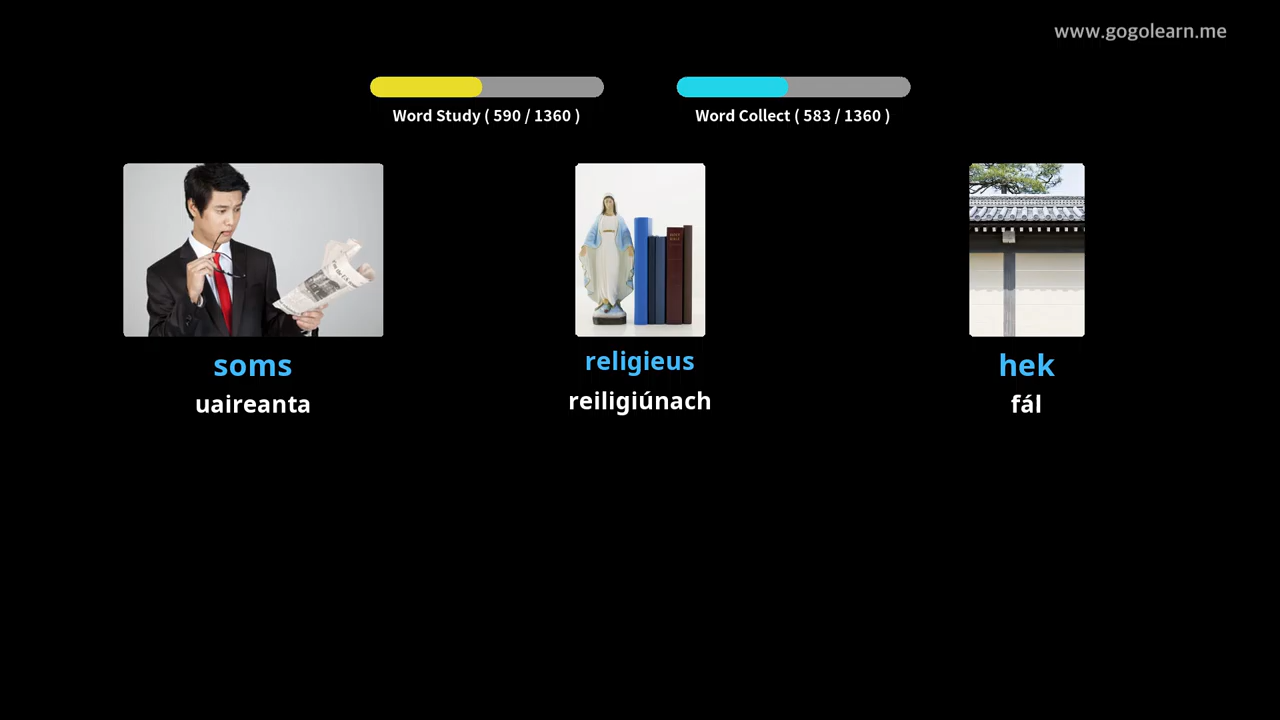 www.gogolearn.me
Word Study ( 590 / 1360 )
Word Collect ( 583 / 1360 )
soms
religieus
hek
uaireanta
reiligiúnach
fál